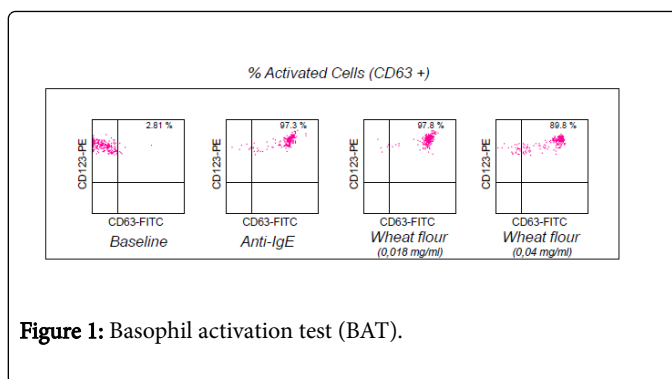 % Activated Cells (CD63 +)
2.81 % 97.3 % 97.8 % 89.8 %
CD123-PE CD123-PE CD123-PE CD123-PE
CD63-FITC CD63-FITC CD63-FITC CD63-FITC
Baseline Anti-IgE Wheat flour Wheat flour
(0,018 mg/ml) (0,04 mg/ml)
Figure 1: Basophil activation test (BAT).